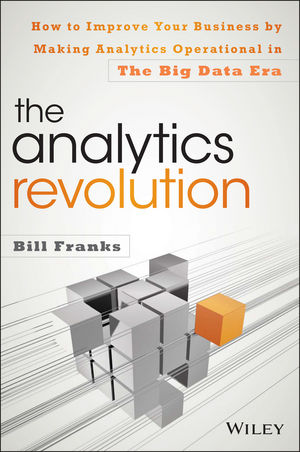 How to Improve Your Business by
Making Analytics Operational in
The Big Data Era
the
analytics
revolution
Bill Franks
WILEY